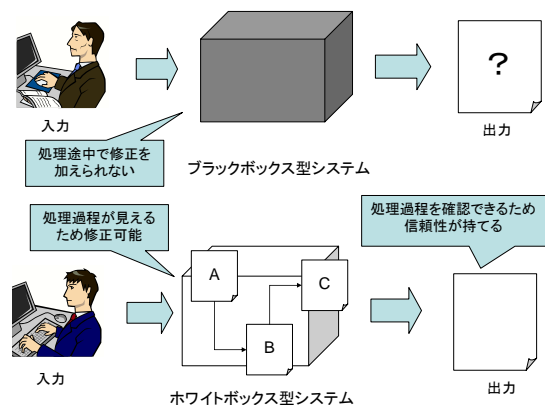 ?
入力
出力
処理途中で修正を
加えられない
ブラックボックス型システム
処理過程が見える
ため修正可能
処理過程を確認できるため
信頼性が持てる
A
C
B
入力
出力
ホワイトボックス型システム